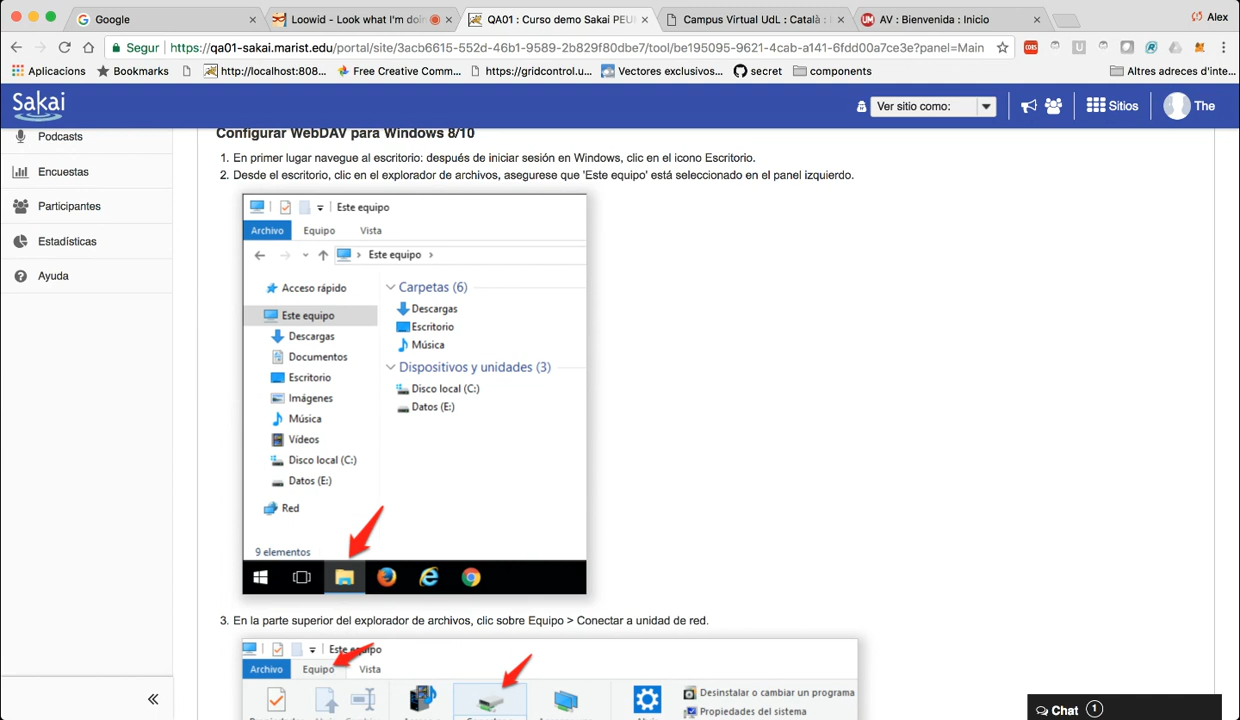 Google
Loowid - Look what I'm doin
QA01 : Curso demo Sakai PEU
Campus Virtual UdL : Català :
AV : Bienvenida : Inicio
Alex
Segur
https://qa01-sakai.marist.edu/portal/site/3acb6615-552d-46b1-9589-2b829f80dbe7/tool/be195095-9621-4cab-a141-6fdd00a7ce3e?panel=Main
Aplicacions
Bookmarks
http://localhost:808...
Free Creative Comm...
https://gridcontrol.u...
Vectores exclusivos...
secret
components
Altres adreces d'inte...
Sakai
Ver sitio como:
Sitios
The
Podcasts
Encuestas
Participantes
Estadísticas
Ayuda
Configurar WebDAV para Windows 8/10
1. En primer lugar navegue al escritorio: después de iniciar sesión en Windows, clic en el icono Escritorio.
2. Desde el escritorio, clic en el explorador de archivos, asegurese que 'Este equipo' está seleccionado en el panel izquierdo.
Este equipo
Archivo Equipo Vista
Este equipo
Acceso rápido
Este equipo
Descargas
Documentos
Escritorio
Imágenes
Música
Vídeos
Disco local (C:)
Datos (E:)
Red
9 elementos
Carpetas (6)
Descargas
Escritorio
Música
Dispositivos y unidades (3)
Disco local (C:)
Datos (E:)
3. En la parte superior del explorador de archivos, clic sobre Equipo > Conectar a unidad de red.
Este equipo
Archivo Equipo Vista
Desinstalar o cambiar un programa
Propiedades del sistema
Chat 1